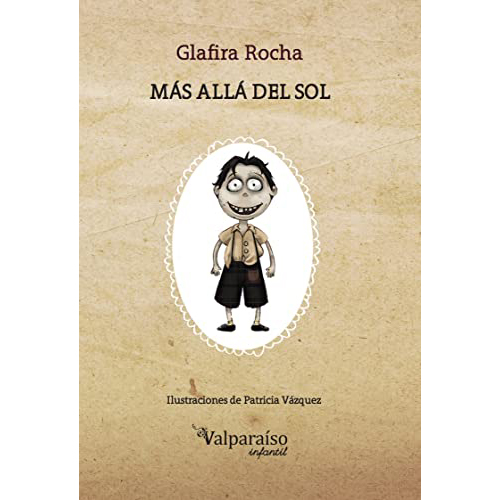 Glafira Rocha
MÁS ALLÁ DEL SOL
Ilustraciones de Patricia Vázquez
Valparaíso
infantil